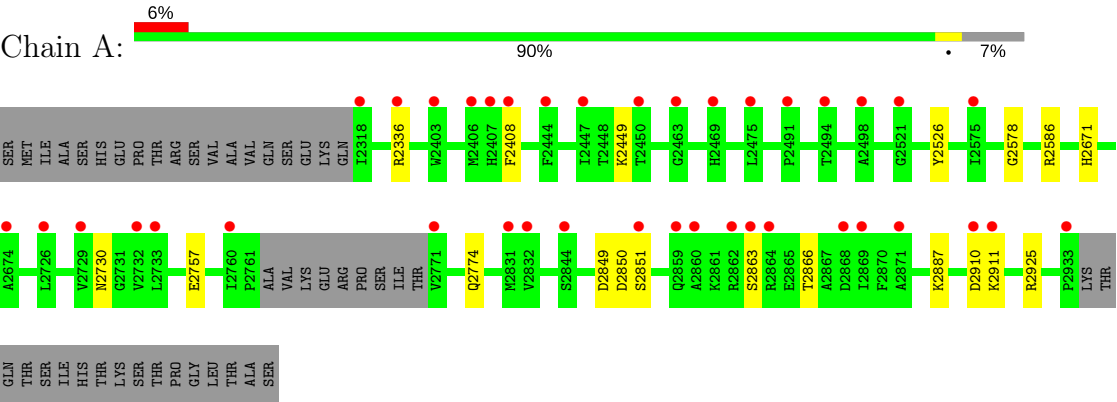 6%
Chain A:
90%
•
7%
SER MET ILE ALA SER HIS GLU PRO THR ARG SER VAL ALA VAL GLN SER GLU LYS GLN I2318 R2336 W2403 M2406 H2407 F2408 F2444 I2447 T2448 K2449 T2450 G2463 H2469 L2475 P2491 T2494 A2498 G2521 Y2526 I2575 G2578 R2586 H2671
A2674 L2726 V2729 N2730 G2731 V2732 L2733 E2757 I2760 P2761 ALA VAL LYS GLU ARG PRO SER ILE THR V2771 Q2774 M2831 V2832 S2844 D2849 D2850 S2851 Q2859 A2860 K2861 R2862 S2863 R2864 E2865 T2866 A2867 D2868 I2869 F2870 A2871 K2887 D2910 K2911 R2925 P2933 LYS THR
GLN THR SER ILE HIS THR LYS SER THR PRO GLY LEU THR ALA SER